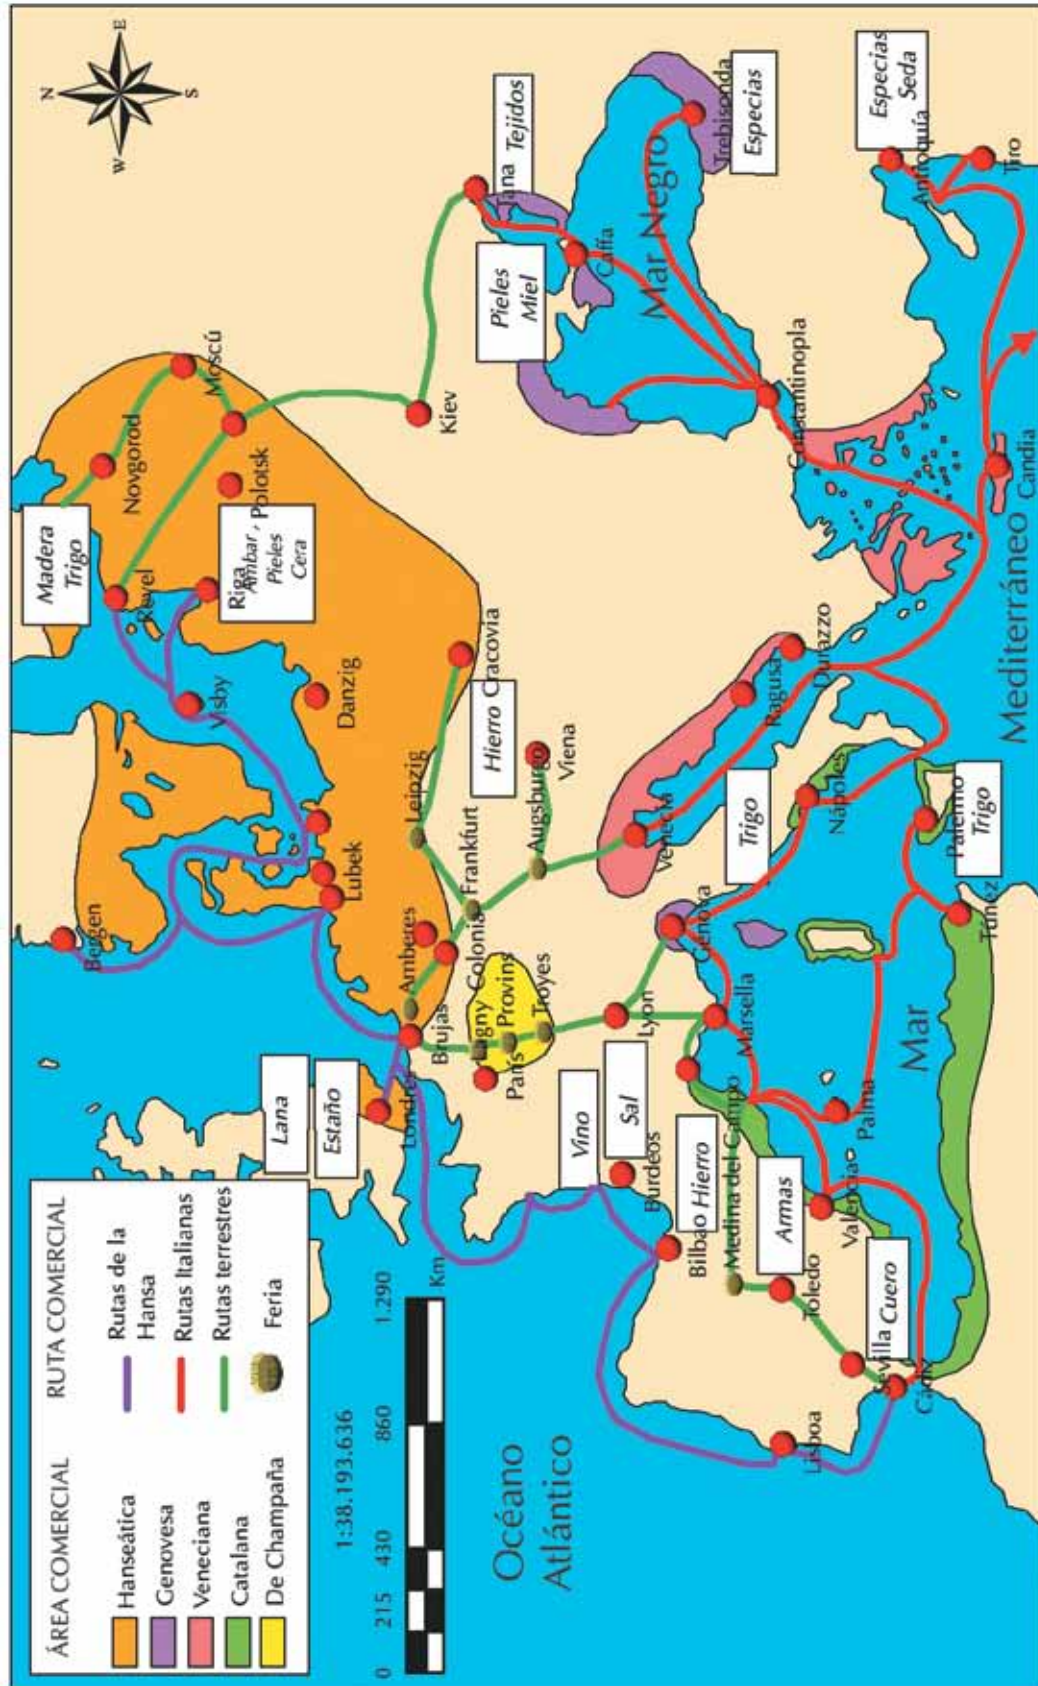 ÁREA COMERCIAL
Hanseática
Genovesa
Veneciana
Catalana
De Champaña
RUTA COMERCIAL
Rutas de la
Hansa
Rutas Italianas
Rutas terrestres
Feria
1:38.193.636
0 215 430 860 1.290
Km
N
E
S
W
Océano
Atlántico
Mar
Mediterráneo
Mar Negro
Bergen
Visby
Revel
Novgorod
Moscú
Madera
Trigo
Riga
Ambar,
Pieles
Cera
Polotsk
Danzig
Lubek
Lana
Estaño
Londres
Brujas
Amberes
Colonia
Frankfurt
Leipzig
Hierro
Cracovia
Kiev
Tana
Tejidos
Pieles
Miel
Caffa
Trebisonda
Especias
Lagny
Provins
Troyes
París
Augsburgo
Viena
Vino
Sal
Burdeos
Lyon
Venecia
Génova
Marsella
Ragusa
Durazzo
Constantinopla
Bilbao
Hierro
Medina del Campo
Armas
Toledo
Valencia
Palma
Trigo
Nápoles
Palermo
Trigo
Túnez
Lisboa
Sevilla
Cuero
Cádiz
Candia
Especias
Seda
Antioquía
Tiro